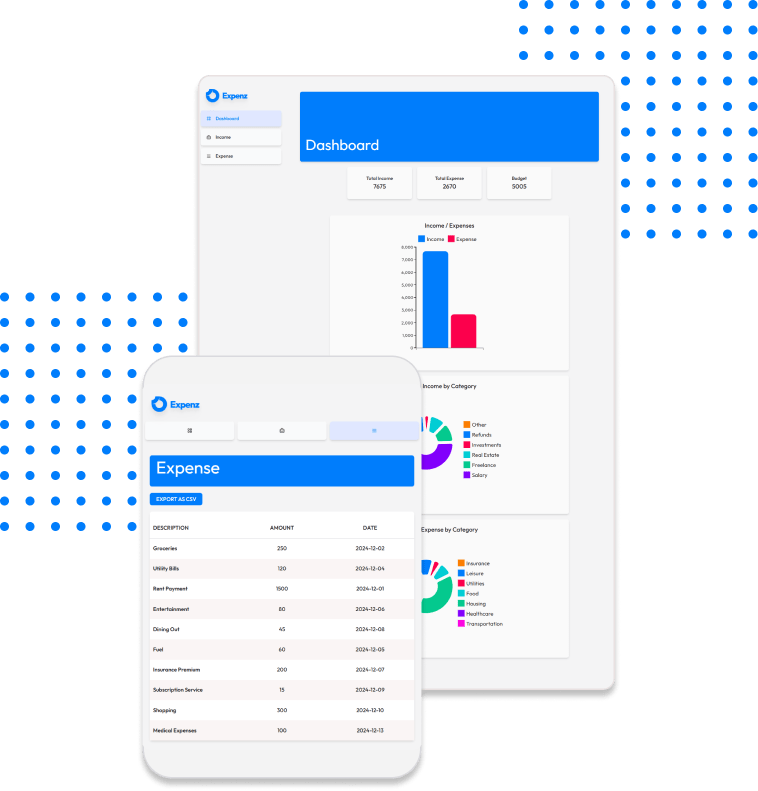 Expenz
Dashboard
Income
Expense
Dashboard
Total Income
7675
Total Expense
2670
Budget
5005
Income / Expenses
Income Expense
8,000
7,000
6,000
5,000
4,000
3,000
2,000
1,000
0
Income by Category
Other
Refunds
Investments
Real Estate
Freelance
Salary
Expense by Category
Insurance
Leisure
Utilities
Food
Housing
Healthcare
Transportation
Expenz
Expense
EXPORT AS CSV
DESCRIPTION AMOUNT DATE
Groceries 250 2024-12-02
Utility Bills 120 2024-12-04
Rent Payment 1500 2024-12-01
Entertainment 80 2024-12-06
Dining Out 45 2024-12-08
Fuel 60 2024-12-05
Insurance Premium 200 2024-12-07
Subscription Service 15 2024-12-09
Shopping 300 2024-12-10
Medical Expenses 100 2024-12-13